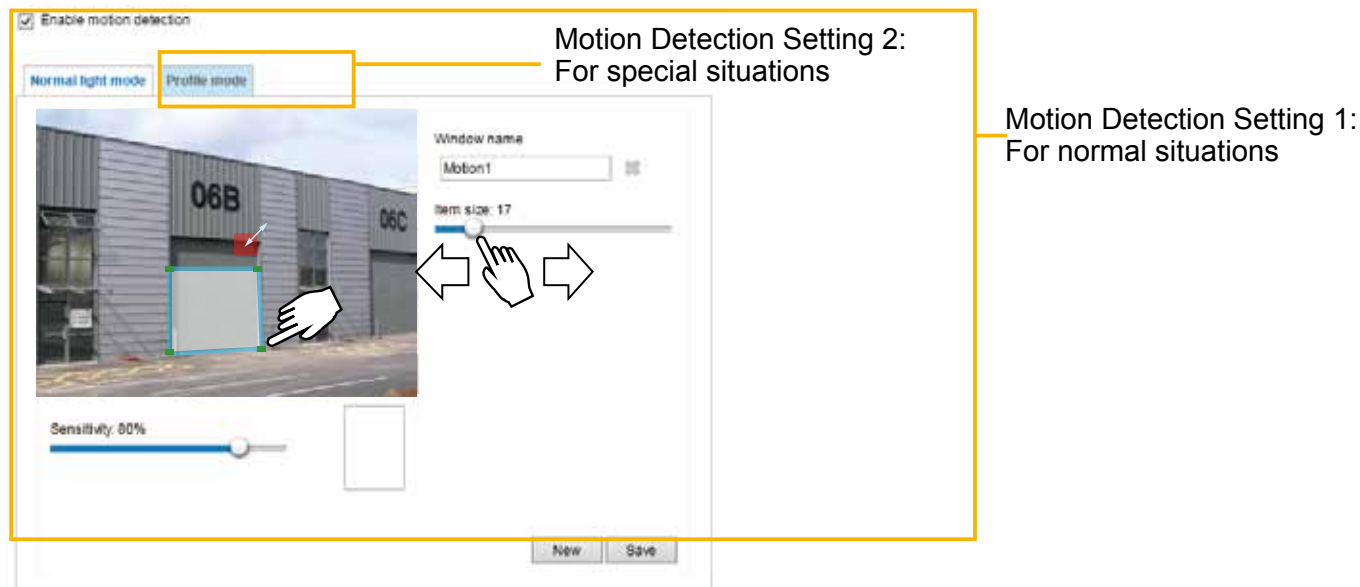 Enable motion detection
Motion Detection Setting 2:
For special situations
Normal light mode
Profile mode
Motion Detection Setting 1:
For normal situations
Window name
Motion1
06B
06C
Item size: 17
Sensitivity: 80%
New
Save